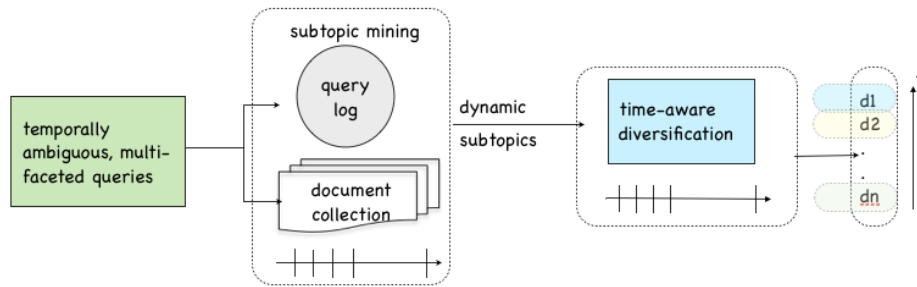 subtopic mining
query
log
temporally
ambiguous, multi-
faceted queries
document
collection
dynamic
subtopics
time-aware
diversification
d1
d2
.
.
dn